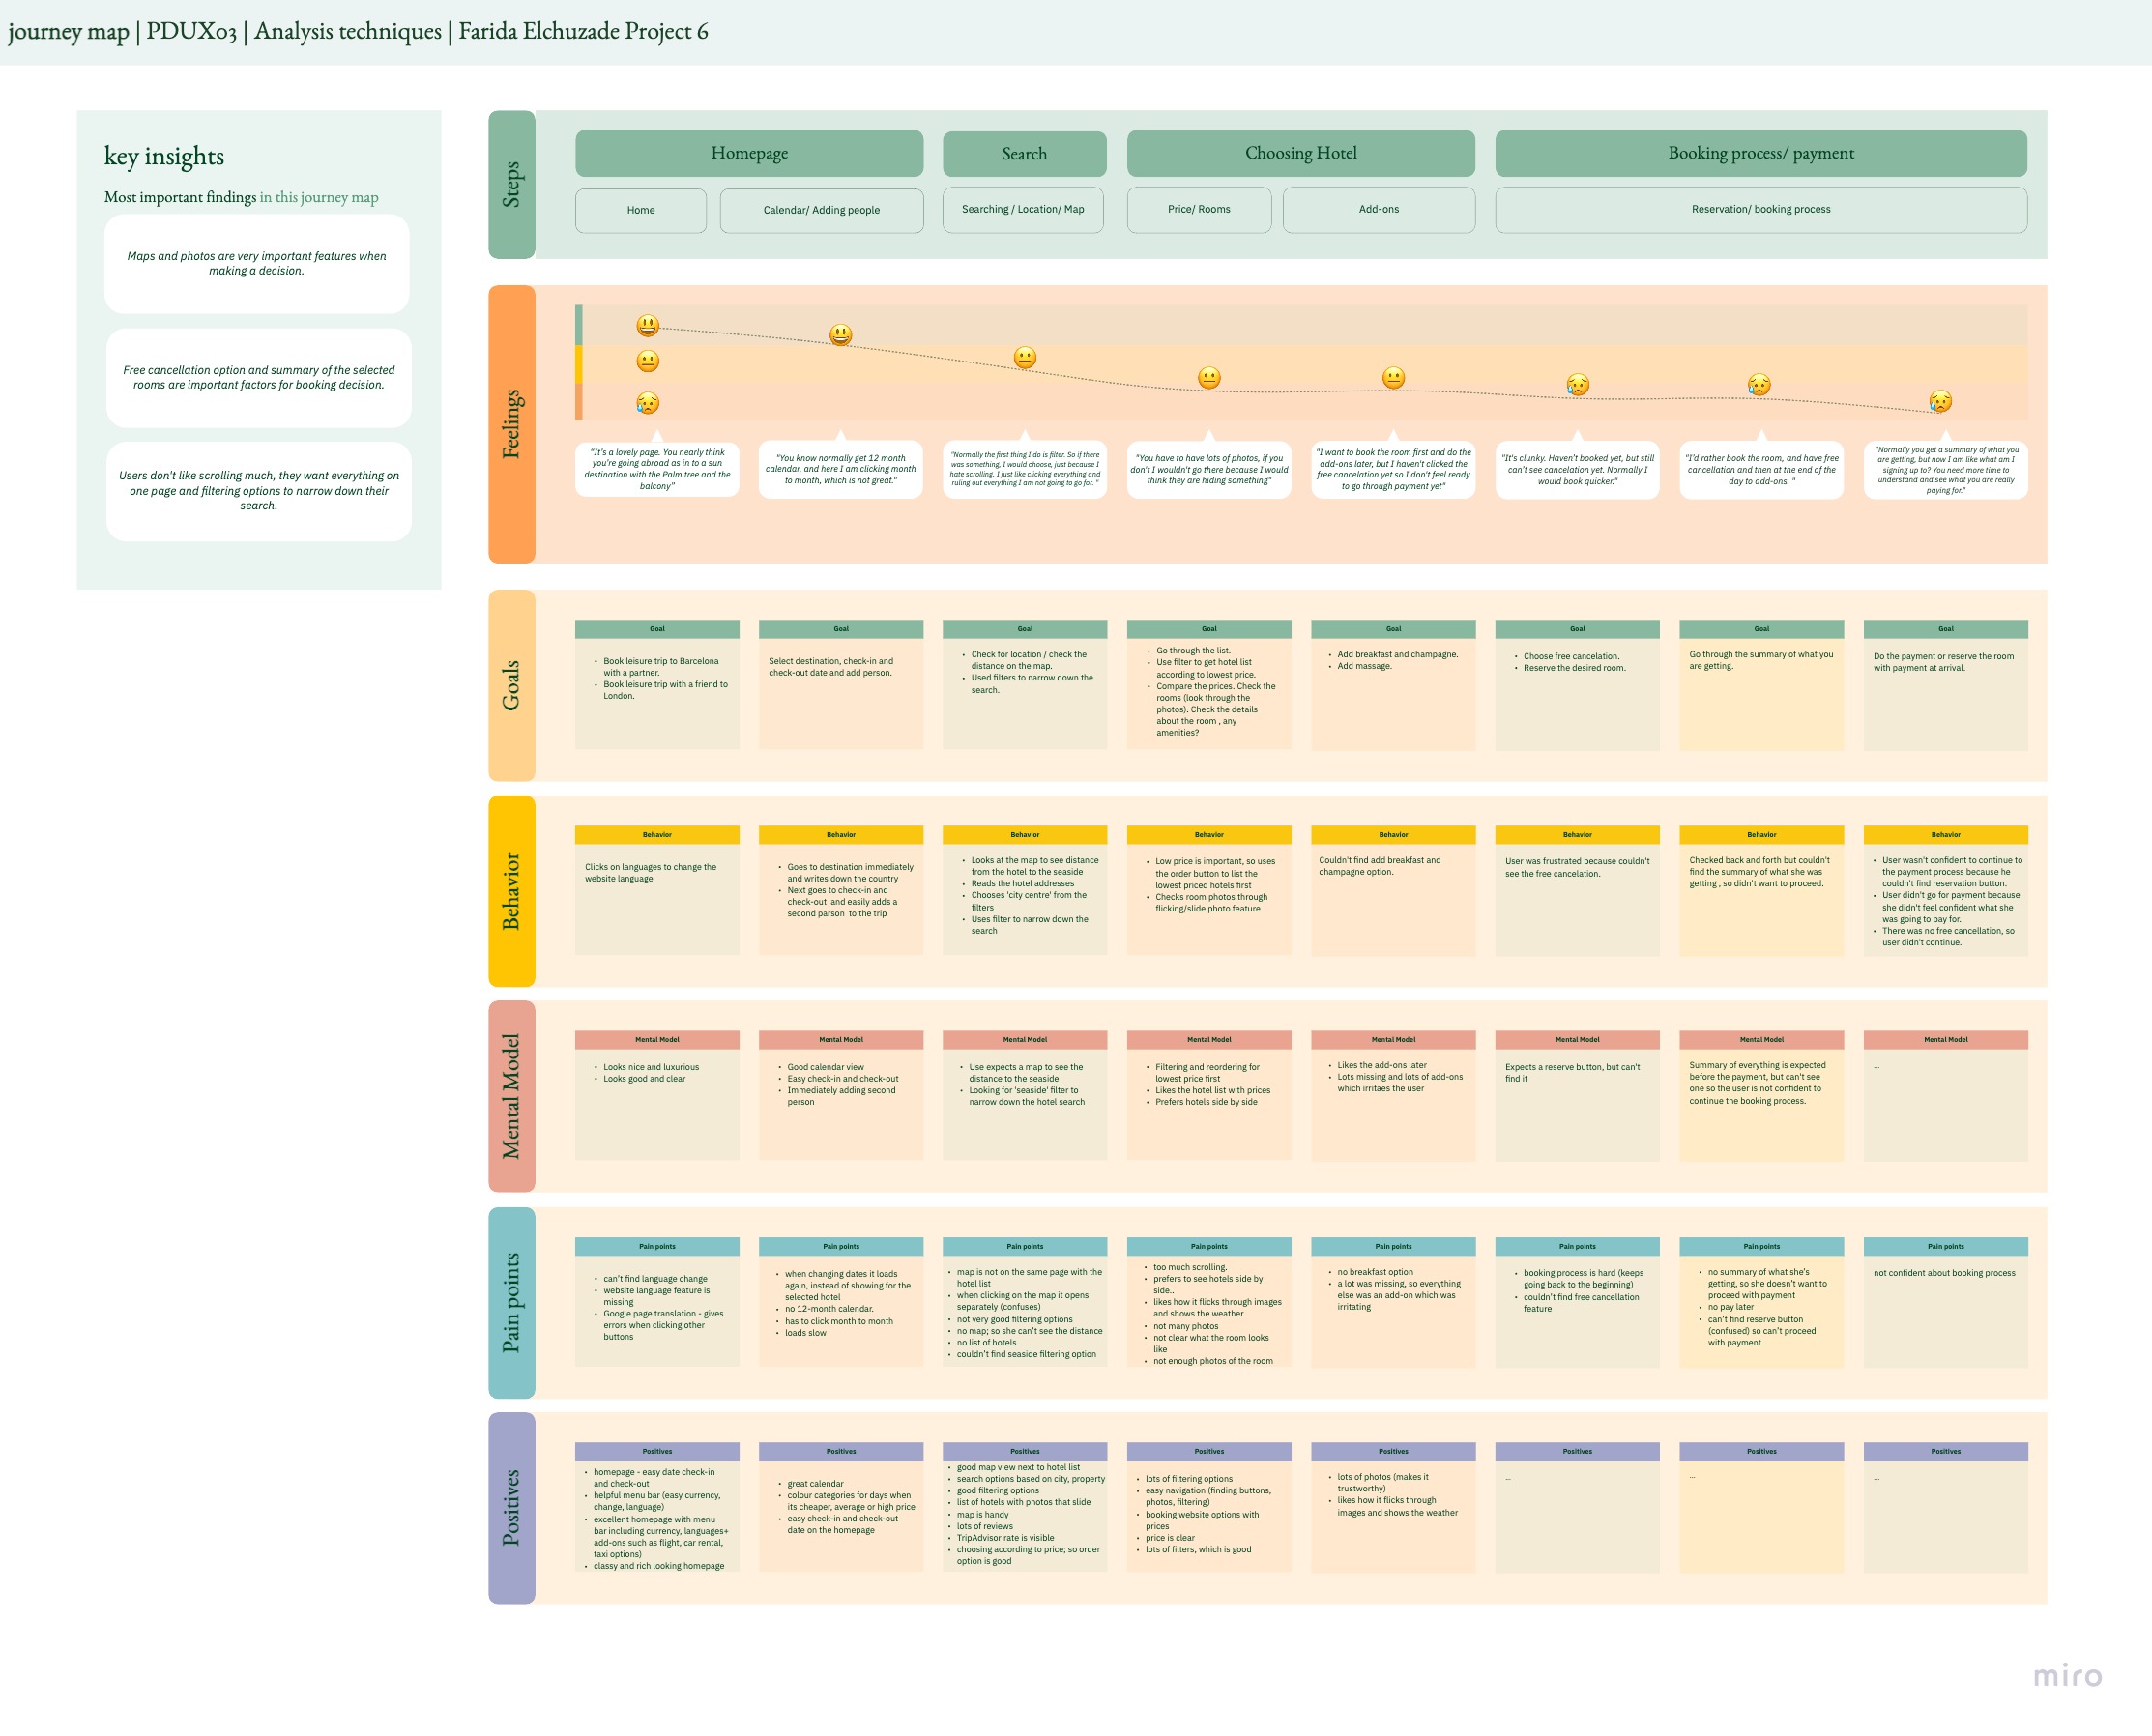 journey map | PDUX03 | Analysis techniques | Farida Elchuzade Project 6
key insights
Most important findings in this journey map
Maps and photos are very important features when
making a decision.
Free cancellation option and summary of the selected
rooms are important factors for booking decision.
Users don't like scrolling much, they want everything on
one page and filtering options to narrow down their
search.
Steps
Homepage
Search
Choosing Hotel
Booking process/ payment
Home
Calendar/ Adding people
Searching / Location/ Map
Price/ Rooms
Add-ons
Reservation/ booking process
Feelings
"It's a lovely page. You nearly think
you're going abroad as in to a sun
destination with the Palm tree and the
balcony"
"You know normally get 12 month
calendar, and here I am clicking month
to month, which is not great."
"Normally the first thing I do is filter. So if there
was something, I would choose, just because I
hate scrolling. I just like clicking everything and
ruling out everything I am not going to go for. "
"You have to have lots of photos, if you
don't I wouldn't go there because I would
think they are hiding something"
"I want to book the room first and do the
add-ons later, but I haven't clicked the
free cancelation yet so I don't feel ready
to go through payment yet"
"It's clunky. Haven't booked yet, but still
can't see cancelation yet. Normally I
would book quicker."
"I'd rather book the room, and have free
cancellation and then at the end of the
day to add-ons. "
"Normally you get a summary of what you
are getting, but now I am like what am I
signing up to? You need more time to
understand and see what you are really
paying for."
Goals
Goal
• Book leisure trip to Barcelona
with a partner.
• Book leisure trip with a friend to
London.
Goal
Select destination, check-in and
check-out date and add person.
Goal
• Check for location / check the
distance on the map.
• Used filters to narrow down the
search.
Goal
• Go through the list.
• Use filter to get hotel list
according to lowest price.
• Compare the prices. Check the
rooms (look through the
photos). Check the details
about the room , any
amenities?
Goal
• Add breakfast and champagne.
• Add massage.
Goal
• Choose free cancelation.
• Reserve the desired room.
Goal
Go through the summary of what you
are getting.
Goal
Do the payment or reserve the room
with payment at arrival.
Behavior
Behavior
Clicks on languages to change the
website language
Behavior
• Goes to destination immediately
and writes down the country
• Next goes to check-in and
check-out  and easily adds a
second parson  to the trip
Behavior
• Looks at the map to see distance
from the hotel to the seaside
• Reads the hotel addresses
• Chooses 'city centre' from the
filters
• Uses filter to narrow down the
search
Behavior
• Low price is important, so uses
the order button to list the
lowest priced hotels first
• Checks room photos through
flicking/slide photo feature
Behavior
Couldn't find add breakfast and
champagne option.
Behavior
User was frustrated because couldn't
see the free cancelation.
Behavior
Checked back and forth but couldn't
find the summary of what she was
getting , so didn't want to proceed.
Behavior
• User wasn't confident to continue to
the payment process because he
couldn't find reservation button.
• User didn't go for payment because
she didn't feel confident what she
was going to pay for.
• There was no free cancellation, so
user didn't continue.
Mental Model
Mental Model
• Looks nice and luxurious
• Looks good and clear
Mental Model
• Good calendar view
• Easy check-in and check-out
• Immediately adding second
person
Mental Model
• Use expects a map to see the
distance to the seaside
• Looking for 'seaside' filter to
narrow down the hotel search
Mental Model
• Filtering and reordering for
lowest price first
• Likes the hotel list with prices
• Prefers hotels side by side
Mental Model
• Likes the add-ons later
• Lots missing and lots of add-ons
which irritaes the user
Mental Model
Expects a reserve button, but can't
find it
Mental Model
Summary of everything is expected
before the payment, but can't see
one so the user is not confident to
continue the booking process.
Mental Model
...
Pain points
Pain points
• can't find language change
• website language feature is
missing
• Google page translation - gives
errors when clicking other
buttons
Pain points
• when changing dates it loads
again, instead of showing for the
selected hotel
• no 12-month calendar.
• has to click month to month
• loads slow
Pain points
• map is not on the same page with the
hotel list
• when clicking on the map it opens
separately (confuses)
• not very good filtering options
• no map; so she can't see the distance
• no list of hotels
• couldn't find seaside filtering option
Pain points
• too much scrolling.
• prefers to see hotels side by
side..
• likes how it flicks through images
and shows the weather
• not many photos
• not clear what the room looks
like
• not enough photos of the room
Pain points
• no breakfast option
• a lot was missing, so everything
else was an add-on which was
irritating
Pain points
• booking process is hard (keeps
going back to the beginning)
• couldn't find free cancellation
feature
Pain points
• no summary of what she's
getting, so she doesn't want to
proceed with payment
• no pay later
• can't find reserve button
(confused) so can't proceed
with payment
Pain points
not confident about booking process
Positives
Positives
• homepage - easy date check-in
and check-out
• helpful menu bar (easy currency,
change, language)
• excellent homepage with menu
bar including currency, languages+
add-ons such as flight, car rental,
taxi options)
• classy and rich looking homepage
Positives
• great calendar
• colour categories for days when
its cheaper, average or high price
• easy check-in and check-out
date on the homepage
Positives
• good map view next to hotel list
• search options based on city, property
• good filtering options
• list of hotels with photos that slide
• map is handy
• lots of reviews
• TripAdvisor rate is visible
• choosing according to price; so order
option is good
Positives
• lots of filtering options
• easy navigation (finding buttons,
photos, filtering)
• booking website options with
prices
• price is clear
• lots of filters, which is good
Positives
• lots of photos (makes it
trustworthy)
• likes how it flicks through
images and shows the weather
Positives
...
Positives
...
Positives
...
miro